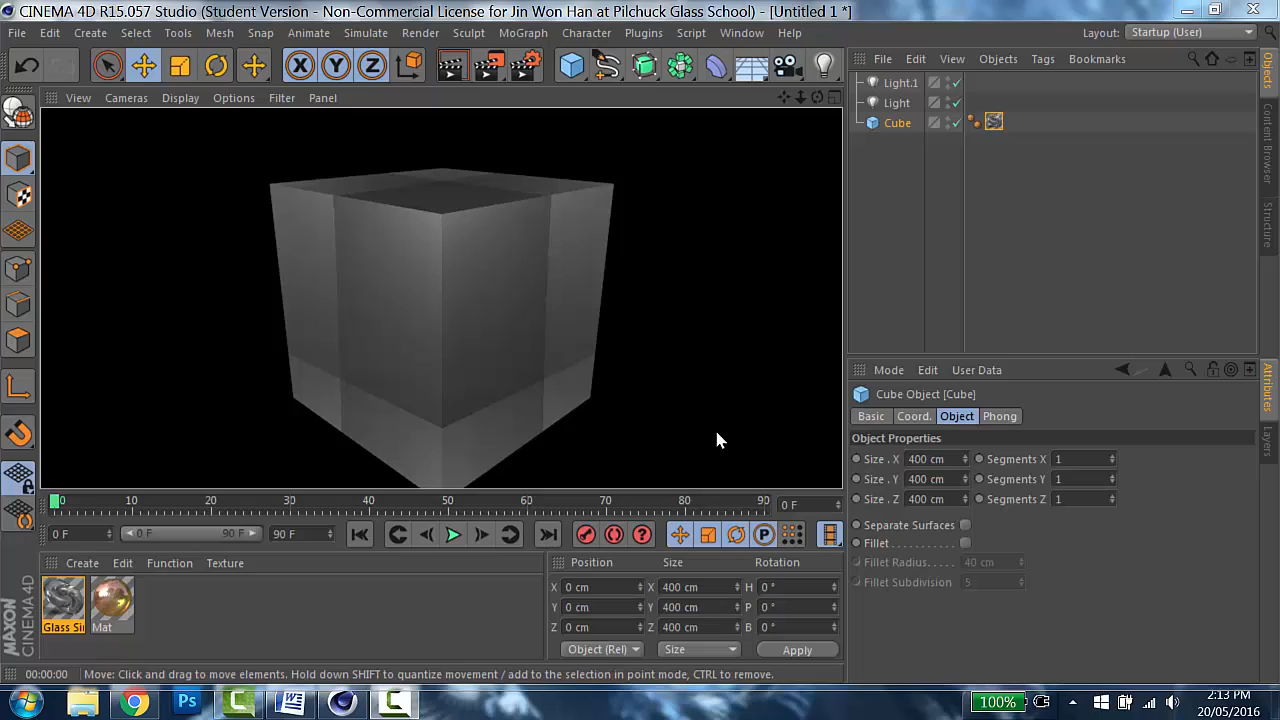 CINEMA 4D R15.057 Studio (Student Version - Non-Commercial License for Jin Won Han at Pilchuck Glass School) - [Untitled 1 *]
File Edit Create Select Tools Mesh Snap Animate Simulate Render Sculpt MoGraph Character Plugins Script Window Help Layout: Startup (User)
X Y Z
File Edit View Objects Tags Bookmarks
View Cameras Display Options Filter Panel
Light.1
Light
Cube
Objects
Content Browser
Structure
Mode Edit User Data
Cube Object [Cube]
Basic Coord. Object Phong
Object Properties
Size . X 400 cm Segments X 1
Size . Y 400 cm Segments Y 1
Size . Z 400 cm Segments Z 1
Separate Surfaces
Fillet
Fillet Radius 40 cm
Fillet Subdivision 5
Attributes
Layers
0 10 20 30 40 50 60 70 80 90 0 F
0 F 0 F 90 F 90 F P
Create Edit Function Texture
Glass Si Mat
Position Size Rotation
X 0 cm X 400 cm H 0 °
Y 0 cm Y 400 cm P 0 °
Z 0 cm Z 400 cm B 0 °
Object (Rel) Size Apply
MAXON CINEMA 4D
00:00:00 Move: Click and drag to move elements. Hold down SHIFT to quantize movement / add to the selection in point mode, CTRL to remove.
Ps 100% 2:13 PM
20/05/2016